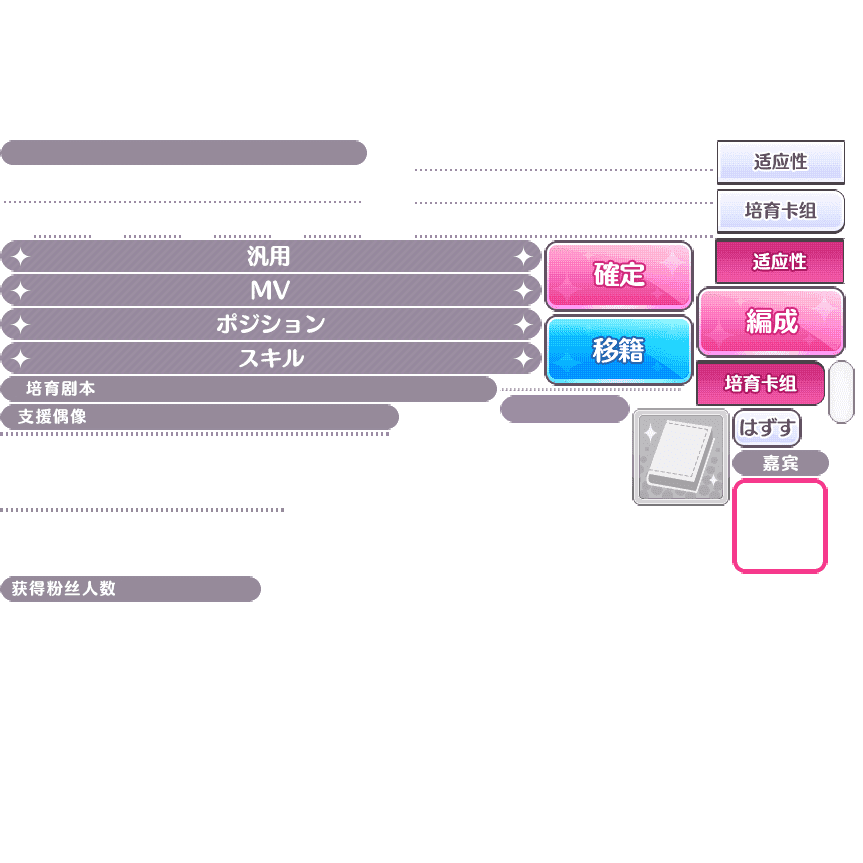 适应性
培育卡组
汎用
確定
适应性
MV
ポジション
編成
移籍
スキル
培育剧本
培育卡组
支援偶像
はずす
嘉宾
获得粉丝人数